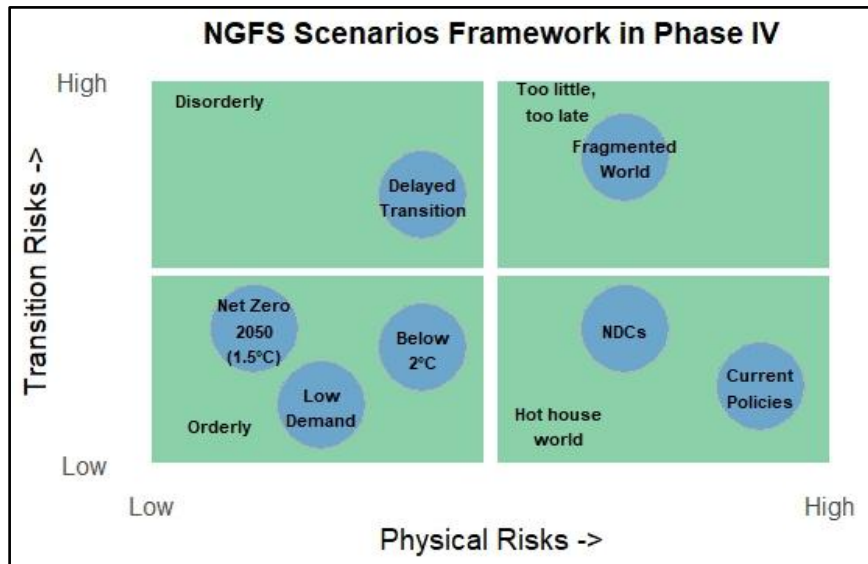 NGFS Scenarios Framework in Phase IV
High
Disorderly
Too little,
too late
Delayed
Transition
Fragmented
World
Transition Risks ->
Net Zero
2050
(1.5°C)
Low
Demand
Below
2°C
Orderly
NDCs
Current
Policies
Hot house
world
Low
Low
High
Physical Risks ->